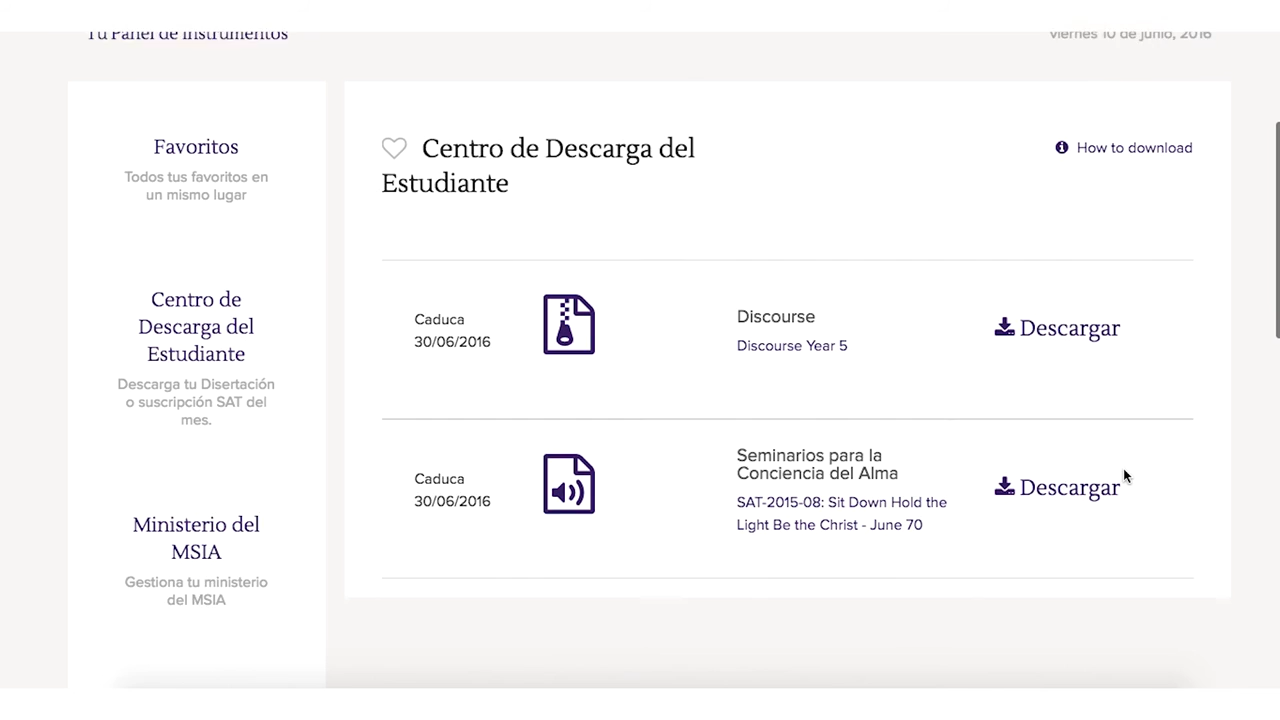 Tu Panel de Instrumentos
viernes 10 de junio, 2016
Favoritos
Todos tus favoritos en
un mismo lugar
Centro de
Descarga del
Estudiante
Descarga tu Disertación
o suscripción SAT del
mes.
Ministerio del
MSIA
Gestiona tu ministerio
del MSIA
Centro de Descarga del
Estudiante
How to download
Caduca
30/06/2016
Discourse
Discourse Year 5
Descargar
Caduca
30/06/2016
Seminarios para la
Conciencia del Alma
SAT-2015-08: Sit Down Hold the
Light Be the Christ - June 70
Descargar